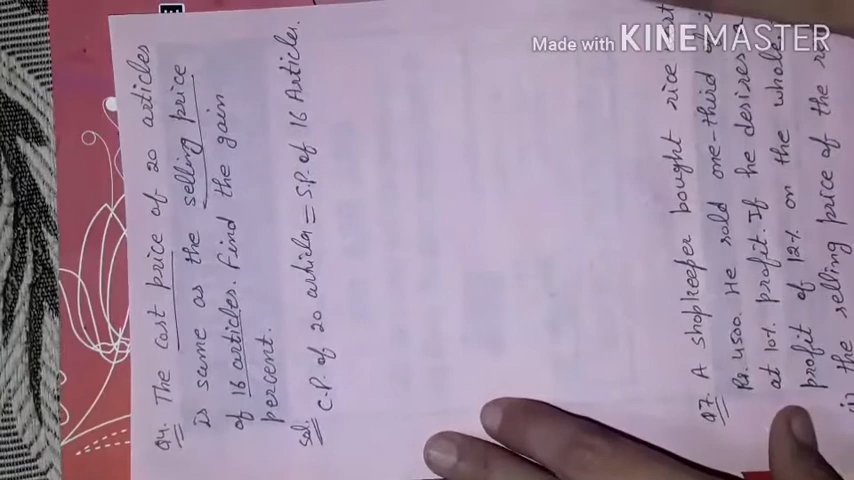 Made with KINEMASTER
Q4. The cost price of 20 articles
is same as the selling price
of 16 articles. Find the gain
percent.
Sol. C.P. of 20 article = S.P. of 16 Article.
Q7. A shopkeeper bought rice
Rs. 4500. He sold one-third
at 10% profit. If he desires
profit of 12% on the whole
the selling price of the